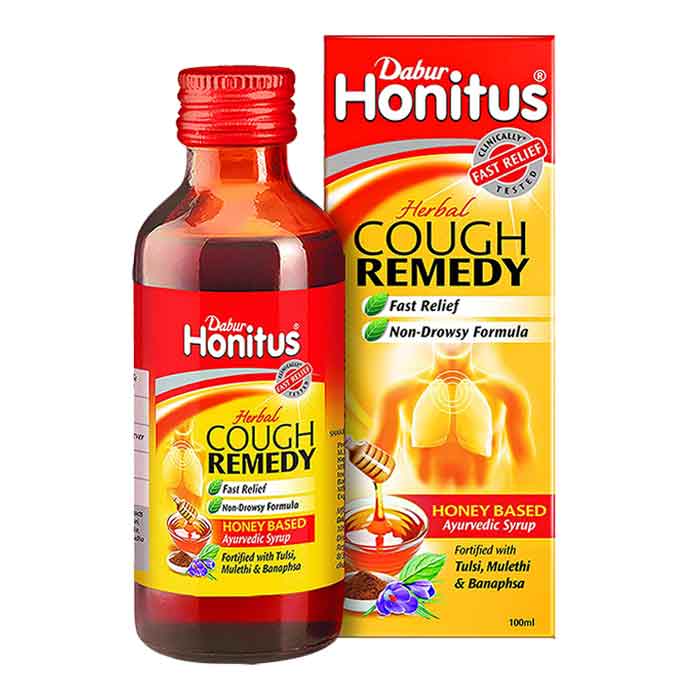 Dabur
Honitus®
CLINICALLY*
FAST RELIEF
TESTED
Herbal
COUGH
REMEDY
Fast Relief
Non-Drowsy Formula
HONEY BASED
Ayurvedic Syrup
Fortified with
Tulsi, Mulethi
& Banaphsa
100ml
Dabur
Honitus®
CLINICALLY*
FAST RELIEF
TESTED
Herbal
COUGH
REMEDY
Fast Relief
Non-Drowsy Formula
HONEY BASED
Ayurvedic Syrup
Fortified with Tulsi,
Mulethi & Banaphsa